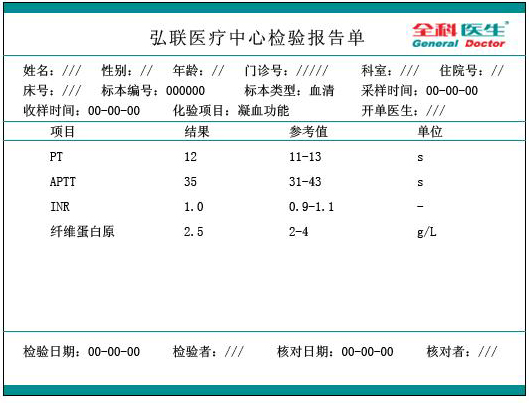 弘联医疗中心检验报告单
全科医生
General Doctor
姓名：/// 性别：// 年龄：// 门诊号：///// 科室：/// 住院号：//
床号：/// 标本编号：000000 标本类型：血清 采样时间：00-00-00
收样时间：00-00-00 化验项目：凝血功能 开单医生：///
项目 结果 参考值 单位
PT 12 11-13 s
APTT 35 31-43 s
INR 1.0 0.9-1.1 -
纤维蛋白原 2.5 2-4 g/L
检验日期：00-00-00 检验者：/// 核对日期：00-00-00 核对者：///